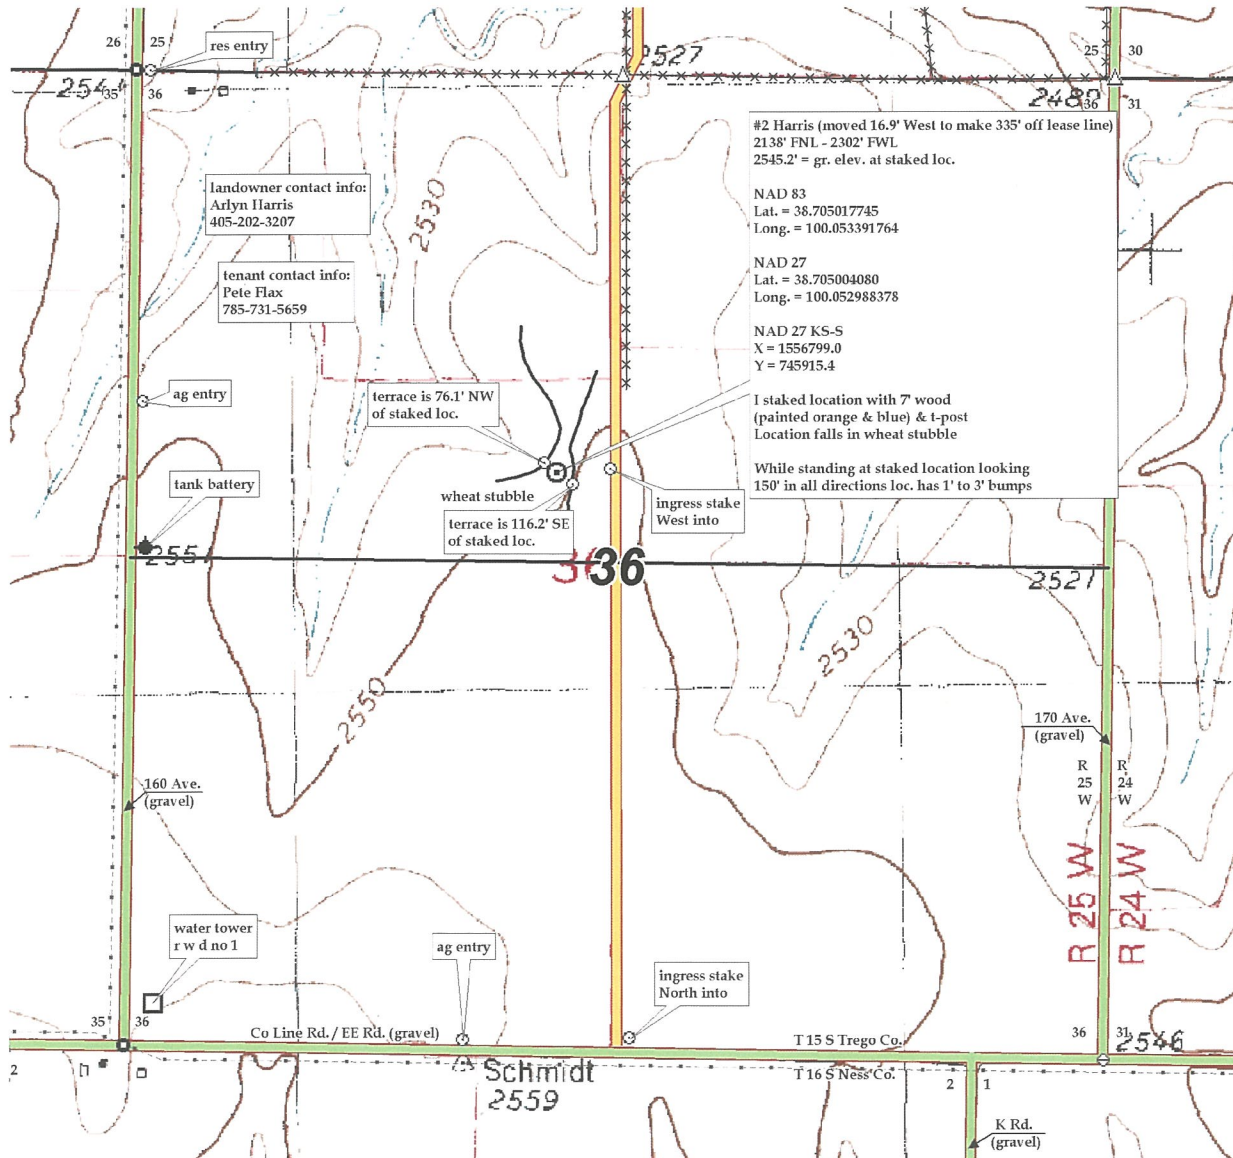 26 25
res entry
2527
25 30
254
35 36
2480
36 31
#2 Harris (moved 16.9' West to make 335' off lease line)
2138' FNL - 2302' FWL
2545.2' = gr. elev. at staked loc.
NAD 83
Lat. = 38.705017745
Long. = 100.053391764
NAD 27
Lat. = 38.705004080
Long. = 100.052988378
NAD 27 KS-S
X = 1556799.0
Y = 745915.4
I staked location with 7' wood
(painted orange & blue) & t-post
Location falls in wheat stubble
While standing at staked location looking
150' in all directions loc. has 1' to 3' bumps
landowner contact info:
Arlyn Harris
405-202-3207
2530
tenant contact info:
Pete Flax
785-731-5659
ag entry
terrace is 76.1' NW
of staked loc.
tank battery
wheat stubble
terrace is 116.2' SE
of staked loc.
ingress stake
West into
255
36
36
2527
2530
2550
170 Ave.
(gravel)
R R
25 24
W W
160 Ave.
(gravel)
R 25 W
R 24 W
water tower
r w d no 1
ag entry
ingress stake
North into
35 36
Co Line Rd. / EE Rd. (gravel)
T 15 S Trego Co.
36 31
2546
2
Schmidt
2559
T 16 S Ness Co.
2 1
K Rd.
(gravel)